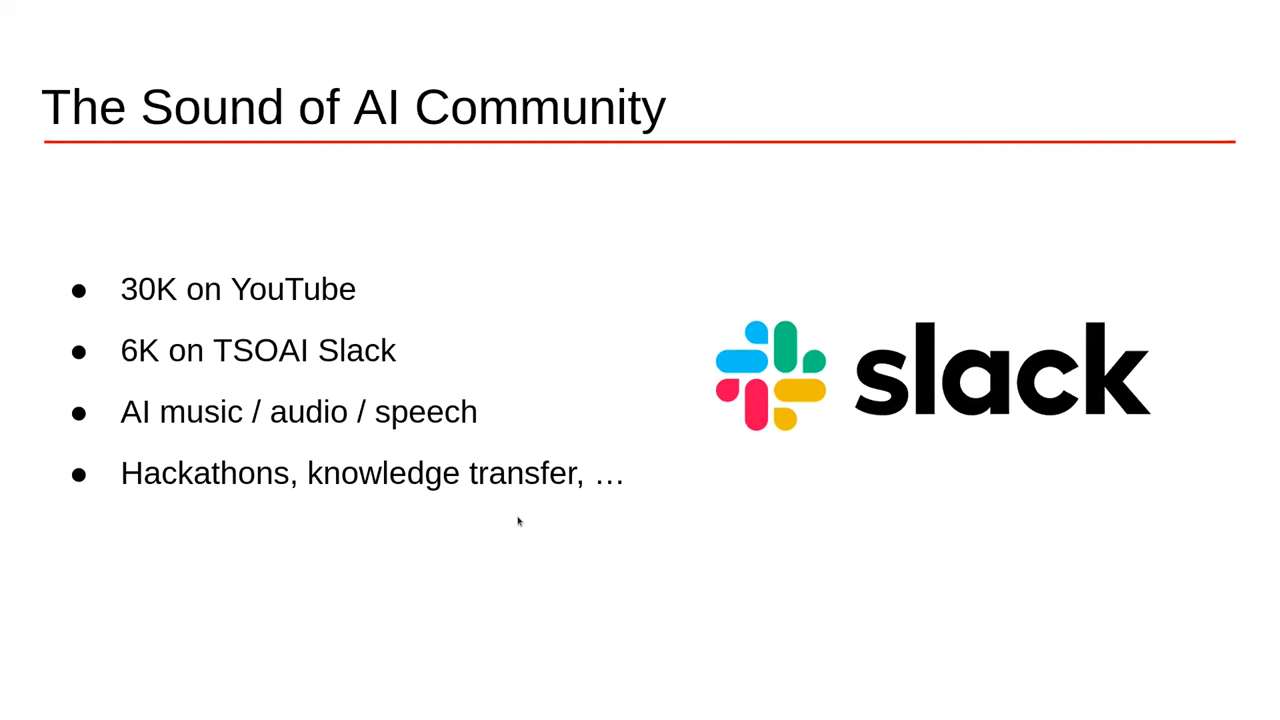 The Sound of AI Community
● 30K on YouTube
● 6K on TSOAI Slack
● AI music / audio / speech
● Hackathons, knowledge transfer, …
slack